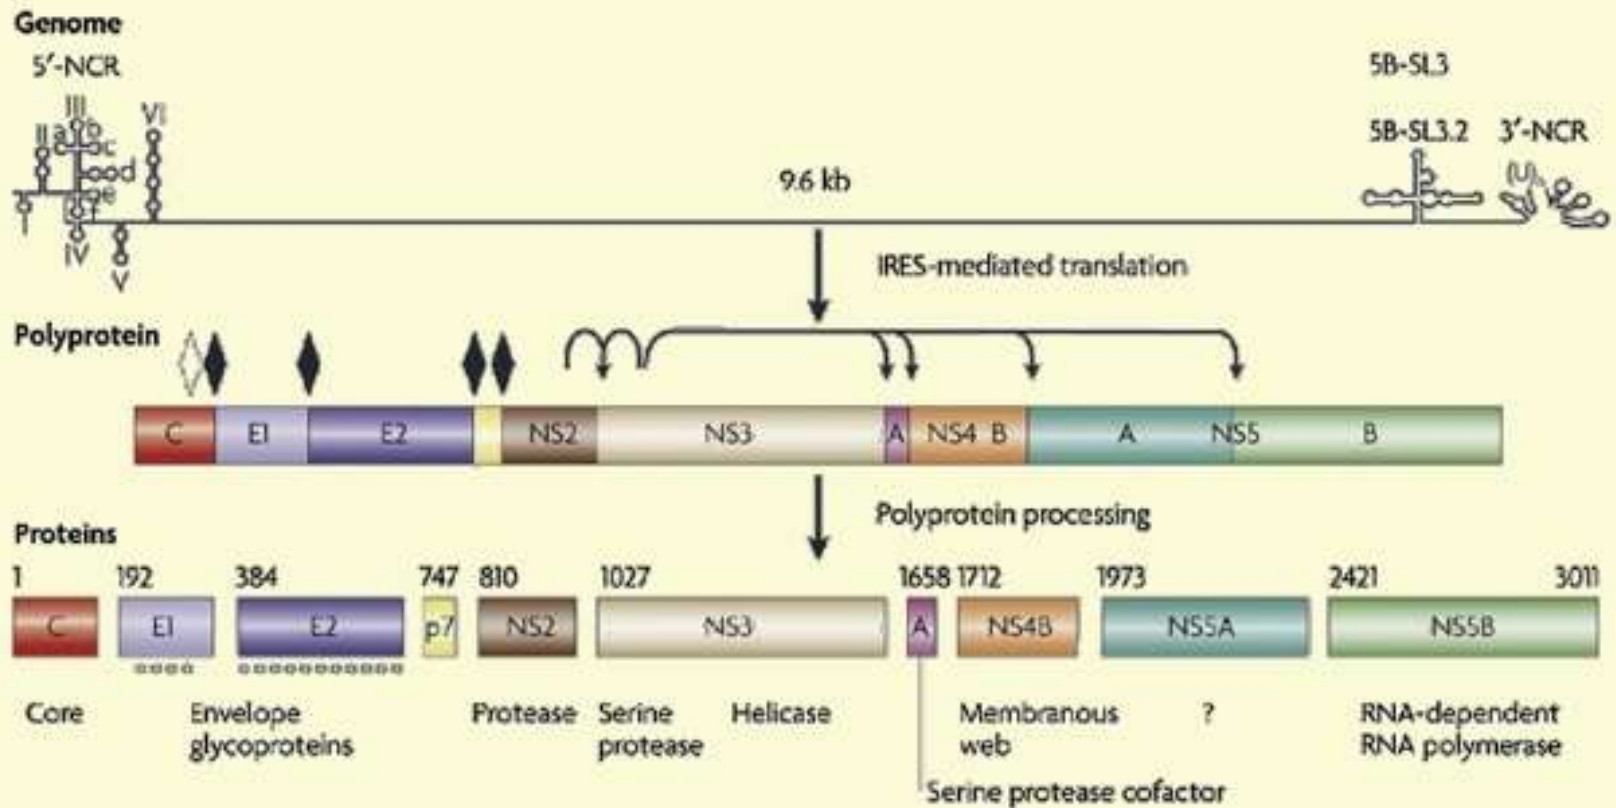 Genome
5′-NCR
5B-SL3
III
VI
II
a
b
c
5B-SL3.2
3′-NCR
d
9.6 kb
(U)n
e
f
I
IV
V
IRES-mediated translation
Polyprotein
C
E1
E2
NS2
NS3
A
NS4 B
A
NS5
B
Polyprotein processing
Proteins
1
192
384
747
810
1027
1658
1712
1973
2421
3011
C
E1
E2
p7
NS2
NS3
A
NS4B
NS5A
NS5B
Core
Envelope
glycoproteins
Protease
Serine
protease
Helicase
Membranous
web
?
RNA-dependent
RNA polymerase
Serine protease cofactor